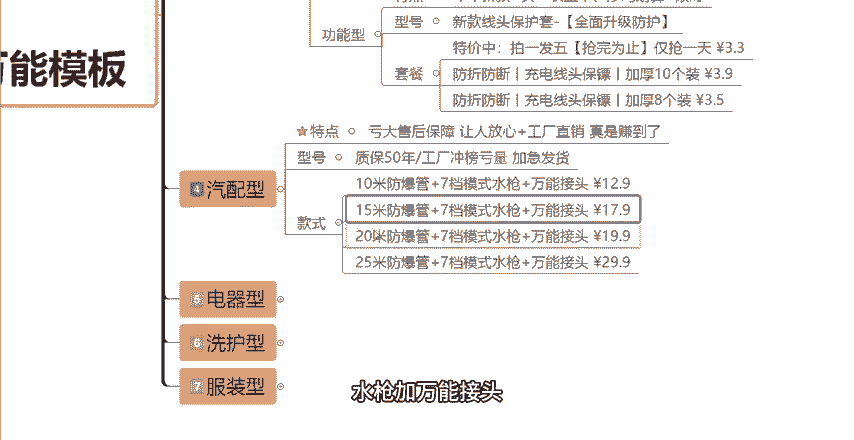 功能型
型号 新款线头保护套-【全面升级防护】
套餐
特价中：拍一发五【抢完为止】仅抢一天 ¥3.3
防折防断｜充电线头保镖｜加厚10个装 ¥3.9
防折防断｜充电线头保镖｜加厚8个装 ¥3.5
能模板
4 汽配型
特点 亏大售后保障 让人放心+工厂直销 真是赚到了
型号 质保50年/工厂冲榜亏量 加急发货
款式
10米防爆管+7档模式水枪+万能接头 ¥12.9
15米防爆管+7档模式水枪+万能接头 ¥17.9
20米防爆管+7档模式水枪+万能接头 ¥19.9
25米防爆管+7档模式水枪+万能接头 ¥29.9
5 电器型
6 洗护型
7 服装型
水枪加万能接头